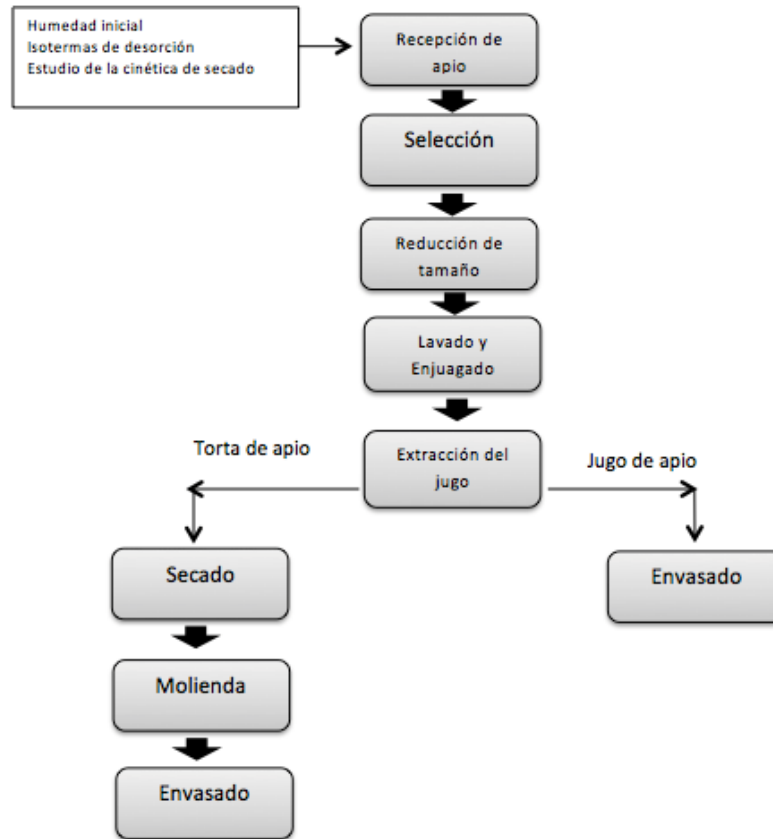 Humedad inicial
Isotermas de desorción
Estudio de la cinética de secado
Recepción de
apio
Selección
Reducción de
tamaño
Lavado y
Enjuagado
Extracción del
jugo
Torta de apio
Jugo de apio
Secado
Envasado
Molienda
Envasado